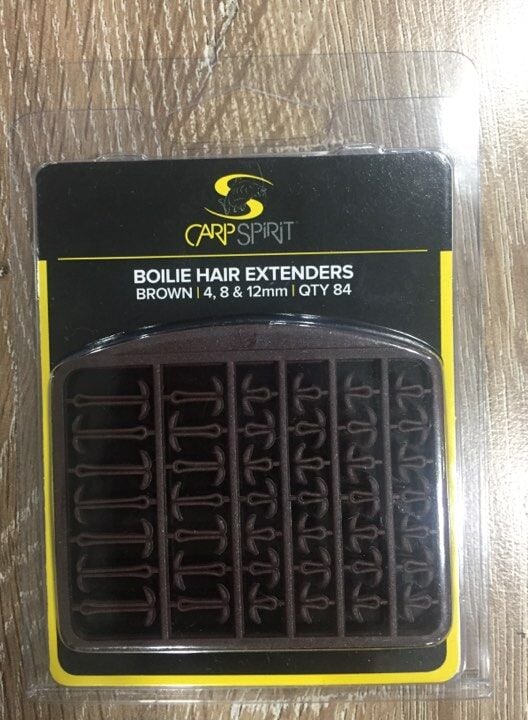 CARP SPIRIT
BOILIE HAIR EXTENDERS
BROWN | 4, 8 & 12mm | QTY 84